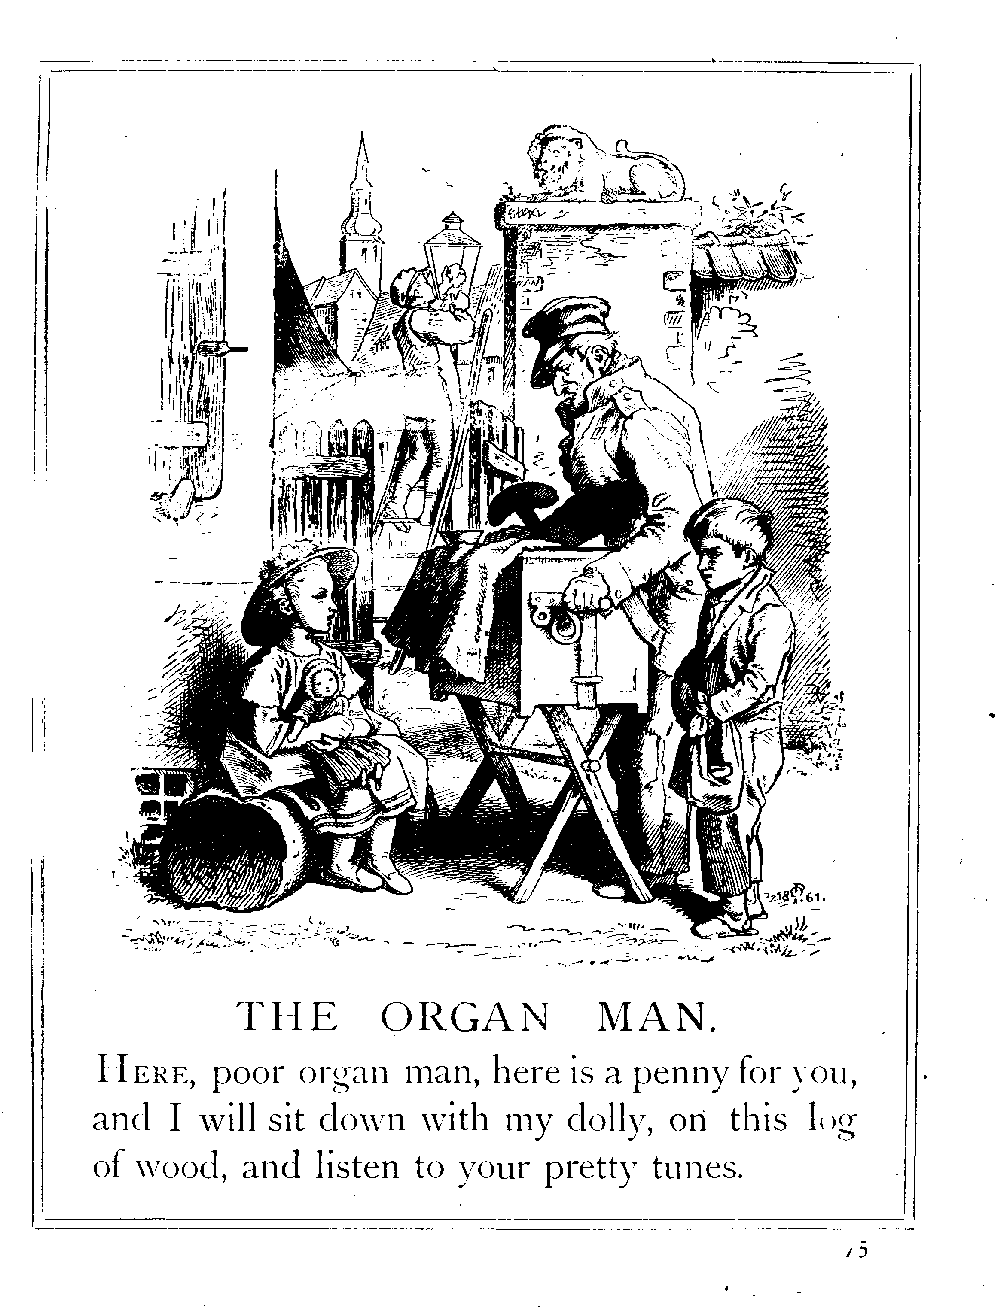 1861.
THE ORGAN MAN.
HERE, poor organ man, here is a penny for you,
and I will sit down with my dolly, on this log
of wood, and listen to your pretty tunes.